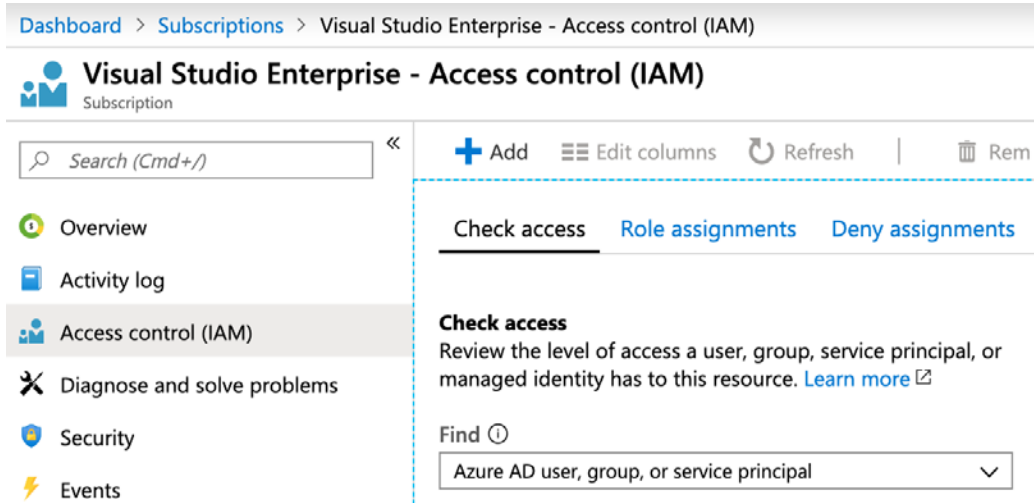 Dashboard > Subscriptions > Visual Studio Enterprise - Access control (IAM)
Visual Studio Enterprise - Access control (IAM)
Subscription
Search (Cmd+/)
«
Overview
Activity log
Access control (IAM)
Diagnose and solve problems
Security
Events
Add Edit columns Refresh | Rem
Check access Role assignments Deny assignments
Check access
Review the level of access a user, group, service principal, or
managed identity has to this resource. Learn more
Find
Azure AD user, group, or service principal